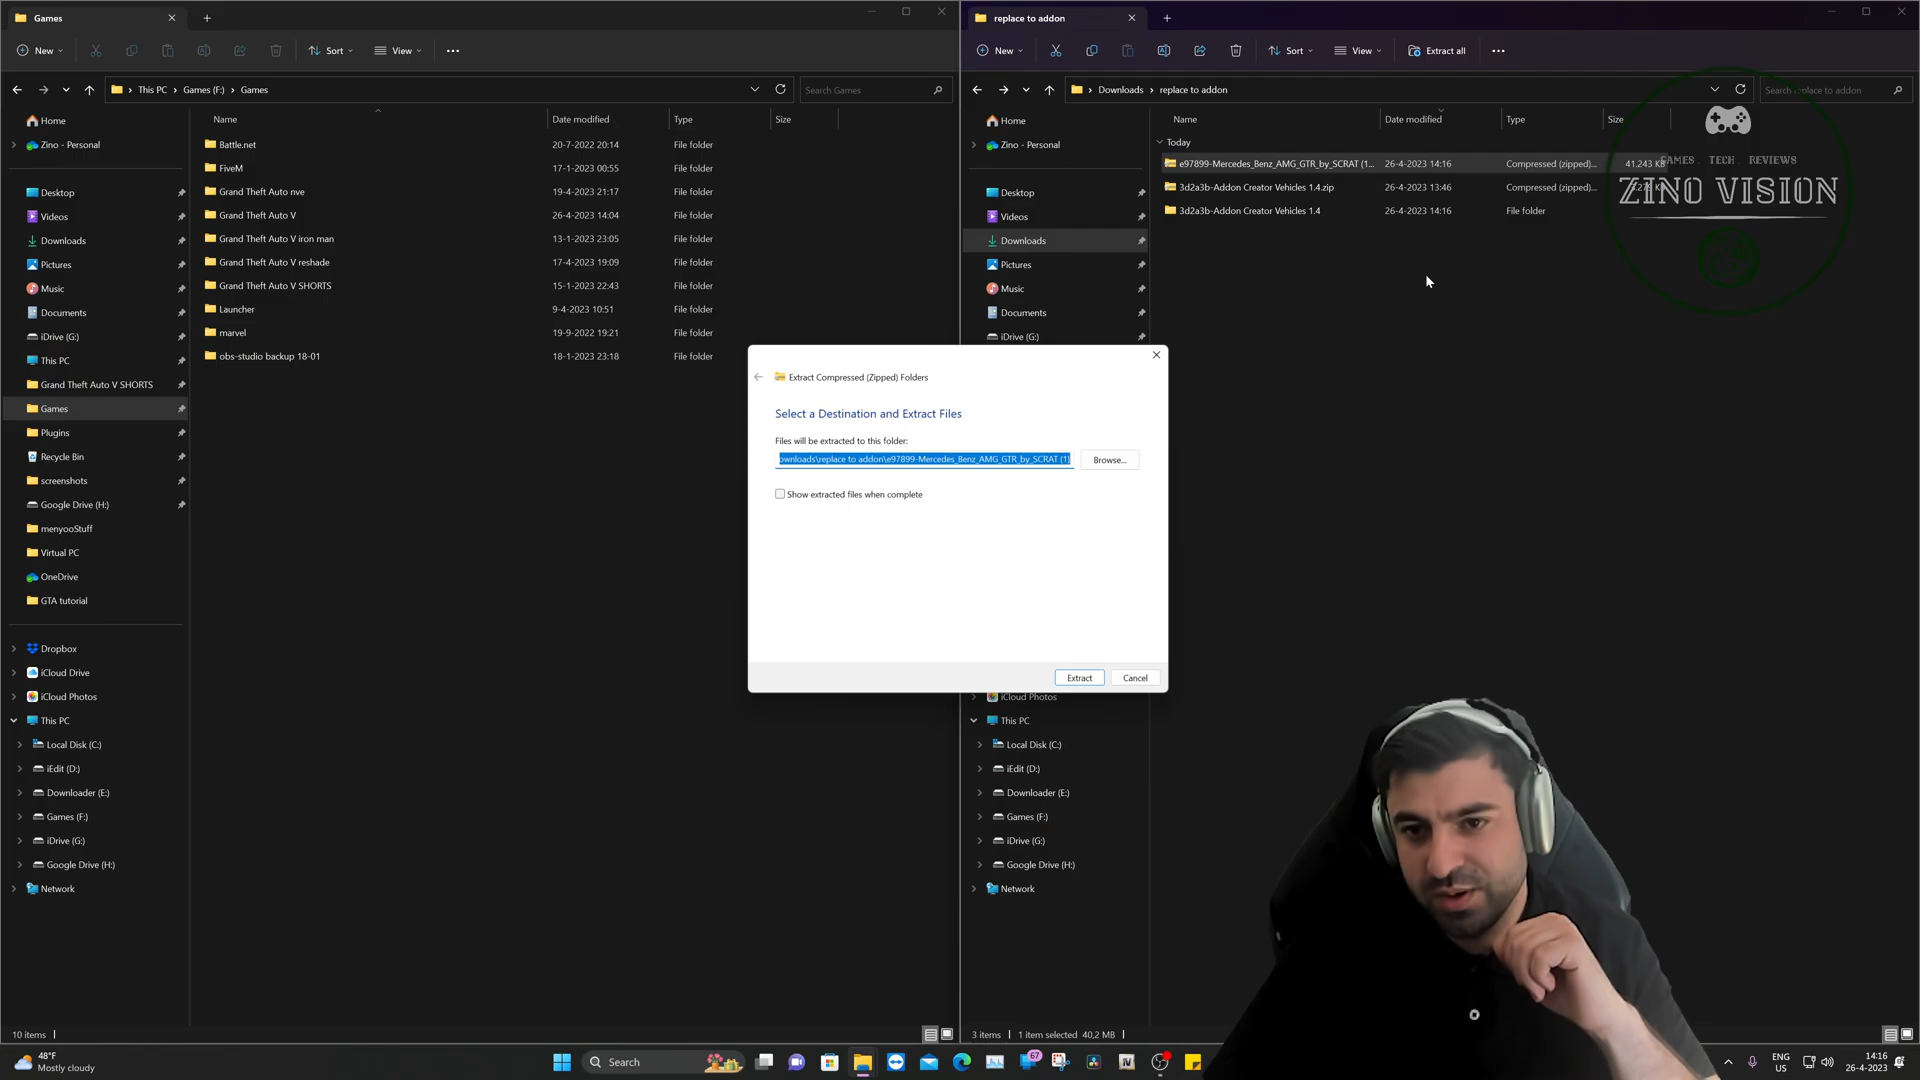 Games
New
Sort
View
This PC
Games (F:)
Games
Search Games
Home
Zino - Personal
Desktop
Videos
Downloads
Pictures
Music
Documents
iDrive (G:)
This PC
Grand Theft Auto V SHORTS
Games
Plugins
Recycle Bin
screenshots
Google Drive (H:)
menyooStuff
Virtual PC
OneDrive
GTA tutorial
Dropbox
iCloud Drive
iCloud Photos
This PC
Local Disk (C:)
iEdit (D:)
Downloader (E:)
Games (F:)
iDrive (G:)
Google Drive (H:)
Network
Name Date modified Type Size
Battle.net 20-7-2022 20:14 File folder
FiveM 17-1-2023 00:55 File folder
Grand Theft Auto nve 19-4-2023 21:17 File folder
Grand Theft Auto V 26-4-2023 14:04 File folder
Grand Theft Auto V iron man 13-1-2023 23:05 File folder
Grand Theft Auto V reshade 17-4-2023 19:09 File folder
Grand Theft Auto V SHORTS 15-1-2023 22:43 File folder
Launcher 9-4-2023 10:51 File folder
marvel 19-9-2022 19:21 File folder
obs-studio backup 18-01 18-1-2023 23:18 File folder
10 items
replace to addon
New
Sort
View
Extract all
Downloads
replace to addon
Search replace to addon
Home
Zino - Personal
Desktop
Videos
Downloads
Pictures
Music
Documents
iDrive (G:)
iCloud Photos
This PC
Local Disk (C:)
iEdit (D:)
Downloader (E:)
Games (F:)
iDrive (G:)
Google Drive (H:)
Network
Name Date modified Type Size
Today
e97899-Mercedes_Benz_AMG_GTR_by_SCRAT (1... 26-4-2023 14:16 Compressed (zipped)... 41.243 KB
3d2a3b-Addon Creator Vehicles 1.4.zip 26-4-2023 13:46 Compressed (zipped)...
3d2a3b-Addon Creator Vehicles 1.4 26-4-2023 14:16 File folder
GAMES . TECH . REVIEWS
ZINO VISION
3 items
1 item selected 40,2 MB
Extract Compressed (Zipped) Folders
Select a Destination and Extract Files
Files will be extracted to this folder:
ownloads\replace to addon\e97899-Mercedes_Benz_AMG_GTR_by_SCRAT (1)
Browse...
Show extracted files when complete
Extract
Cancel
48°F
Mostly cloudy
Search
67
ENG
US
14:16
26-4-2023